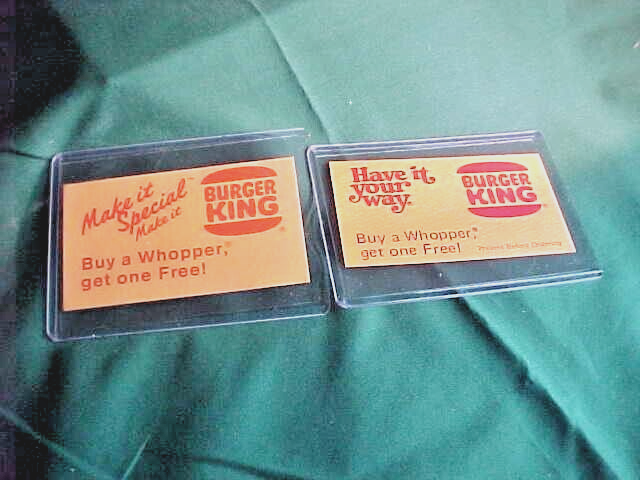 Make it
Special™
Make it
BURGER
KING®
Buy a Whopper,®
get one Free!
Have it
your
way.
BURGER
KING®
Buy a Whopper,®
get one Free! Present Before Ordering